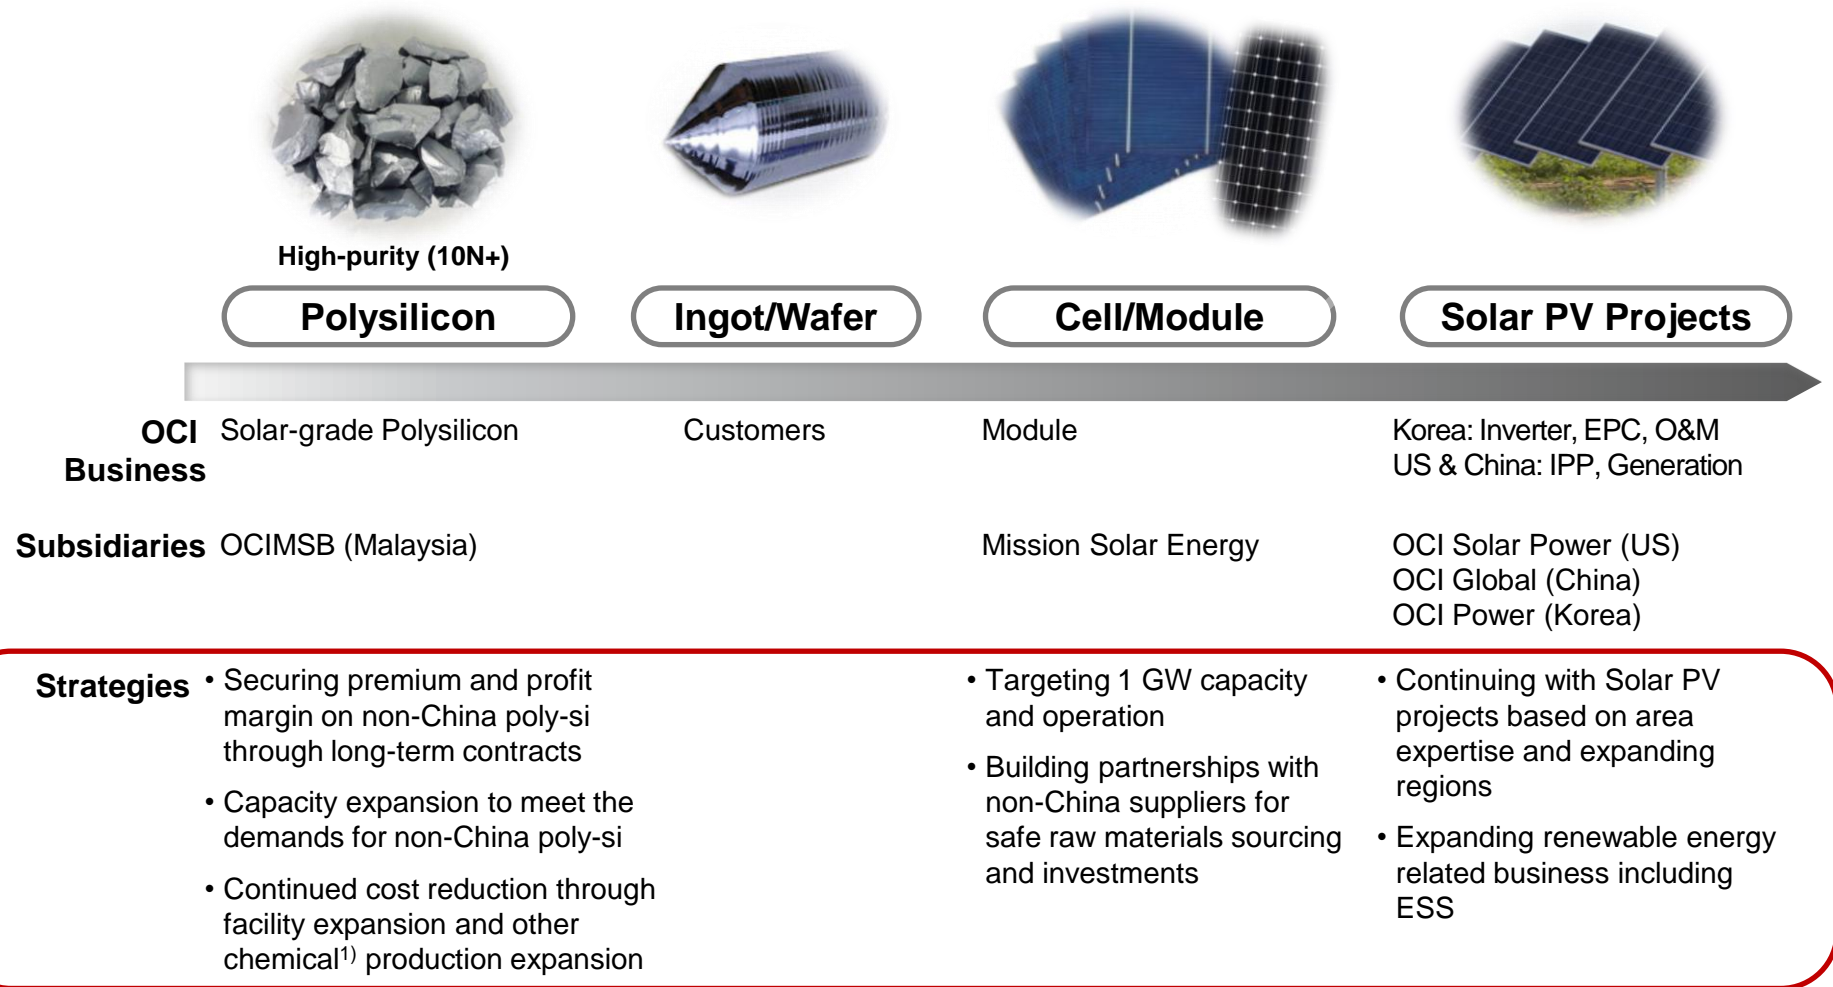 High-purity (10N+)
Polysilicon
Ingot/Wafer
Cell/Module
Solar PV Projects
OCI
Business
Solar-grade Polysilicon
Customers
Module
Korea: Inverter, EPC, O&M
US & China: IPP, Generation
Subsidiaries
OCIMSB (Malaysia)
Mission Solar Energy
OCI Solar Power (US)
OCI Global (China)
OCI Power (Korea)
Strategies
• Securing premium and profit
margin on non-China poly-si
through long-term contracts
• Capacity expansion to meet the
demands for non-China poly-si
• Continued cost reduction through
facility expansion and other
chemical1) production expansion
• Targeting 1 GW capacity
and operation
• Building partnerships with
non-China suppliers for
safe raw materials sourcing
and investments
• Continuing with Solar PV
projects based on area
expertise and expanding
regions
• Expanding renewable energy
related business including
ESS